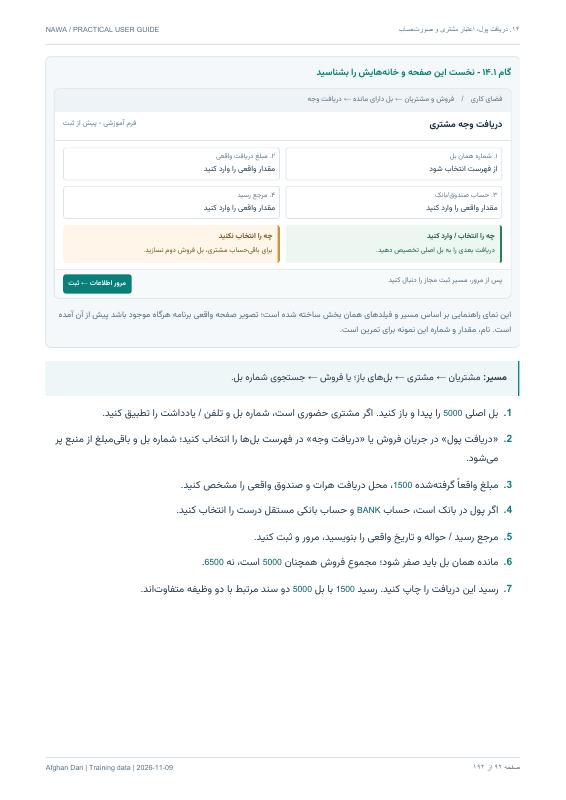 ۱۴. دریافت پول، اعتبار مشتری و صورت‌حساب
NAWA / PRACTICAL USER GUIDE
گام ۱۴.۱ - نخست این صفحه و خانه‌هایش را بشناسید
فضای کاری / فروش و مشتریان ← بل دارای مانده ← دریافت وجه
دریافت وجه مشتری
فرم آموزشی - پیش از ثبت
۱. شماره همان بل
از فهرست انتخاب شود
۲. مبلغ دریافت واقعی
مقدار واقعی را وارد کنید
۳. حساب صندوق/بانک
مقدار واقعی را وارد کنید
۴. مرجع رسید
مقدار واقعی را وارد کنید
چه را انتخاب / وارد کنید
دریافت بعدی را به بل اصلی تخصیص دهید.
چه را انتخاب نکنید
برای باقی‌حساب مشتری، بل فروش دوم نسازید.
پس از مرور، مسیر ثبت مجاز را دنبال کنید.
مرور اطلاعات ← ثبت
این نمای راهنمایی بر اساس مسیر و فیلدهای همان بخش ساخته شده است؛ تصویر صفحه واقعی برنامه هرگاه موجود باشد پیش از آن آمده
است. نام، مقدار و شماره این نمونه برای تمرین است.
مسیر: مشتریان ← مشتری ← بل‌های باز؛ یا فروش ← جستجوی شماره بل.
1. بل اصلی 5000 را پیدا و باز کنید. اگر مشتری حضوری است، شماره بل و تلفن / یادداشت را تطبیق کنید.
2. «دریافت پول» در جریان فروش یا «دریافت وجه» در فهرست بل‌ها را انتخاب کنید؛ شماره بل و باقی‌مبلغ از منبع پر
می‌شود.
3. مبلغ واقعاً گرفته‌شده 1500، محل دریافت هرات و صندوق واقعی را مشخص کنید.
4. اگر پول در بانک است، حساب BANK و حساب بانکی مستقل درست را انتخاب کنید.
5. مرجع رسید / حواله و تاریخ واقعی را بنویسید، مرور و ثبت کنید.
6. مانده همان بل باید صفر شود؛ مجموع فروش همچنان 5000 است، نه 6500.
7. رسید این دریافت را چاپ کنید. رسید 1500 با بل 5000 دو سند مرتبط با دو وظیفه متفاوت‌اند.
صفحه ۹۲ از ۱۹۲
Afghan Dari | Training data | 2026-11-09